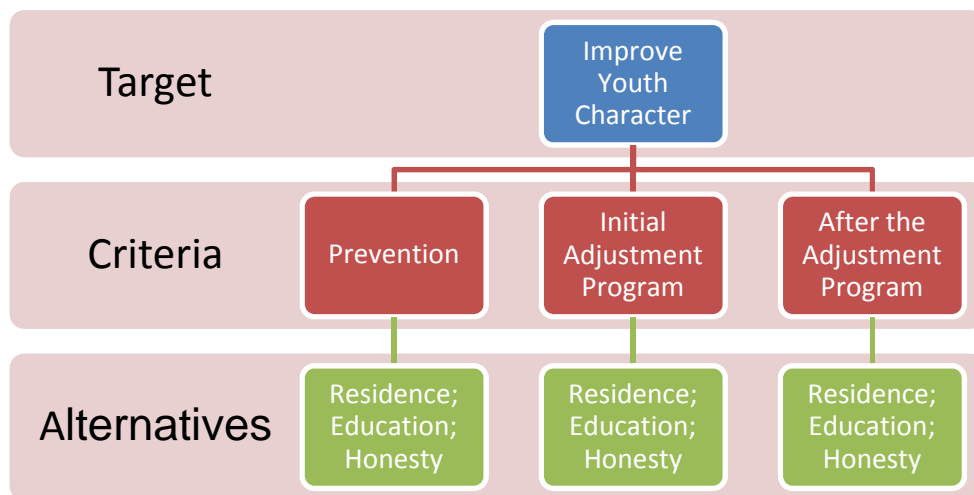 Target
Improve
Youth
Character
Criteria
Prevention
Initial
Adjustment
Program
After the
Adjustment
Program
Alternatives
Residence;
Education;
Honesty
Residence;
Education;
Honesty
Residence;
Education;
Honesty